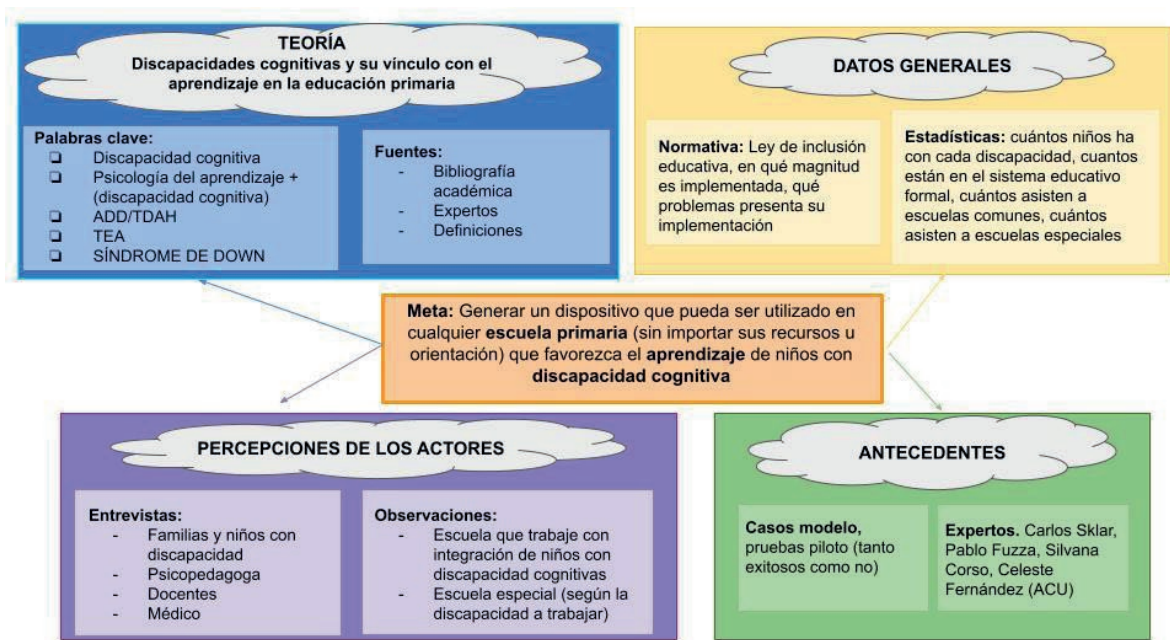 TEORÍA
Discapacidades cognitivas y su vínculo con el
aprendizaje en la educación primaria
Palabras clave:
❏ Discapacidad cognitiva
❏ Psicología del aprendizaje +
(discapacidad cognitiva)
❏ ADD/TDAH
❏ TEA
❏ SÍNDROME DE DOWN
Fuentes:
- Bibliografía
académica
- Expertos
- Definiciones
DATOS GENERALES
Normativa: Ley de inclusión
educativa, en qué magnitud
es implementada, qué
problemas presenta su
implementación
Estadísticas: cuántos niños ha
con cada discapacidad, cuantos
están en el sistema educativo
formal, cuántos asisten a
escuelas comunes, cuántos
asisten a escuelas especiales
Meta: Generar un dispositivo que pueda ser utilizado en
cualquier escuela primaria (sin importar sus recursos u
orientación) que favorezca el aprendizaje de niños con
discapacidad cognitiva
PERCEPCIONES DE LOS ACTORES
Entrevistas:
- Familias y niños con
discapacidad
- Psicopedagoga
- Docentes
- Médico
Observaciones:
- Escuela que trabaje con
integración de niños con
discapacidad cognitivas
- Escuela especial (según la
discapacidad a trabajar)
ANTECEDENTES
Casos modelo,
pruebas piloto (tanto
exitosos como no)
Expertos. Carlos Sklar,
Pablo Fuzza, Silvana
Corso, Celeste
Fernández (ACU)